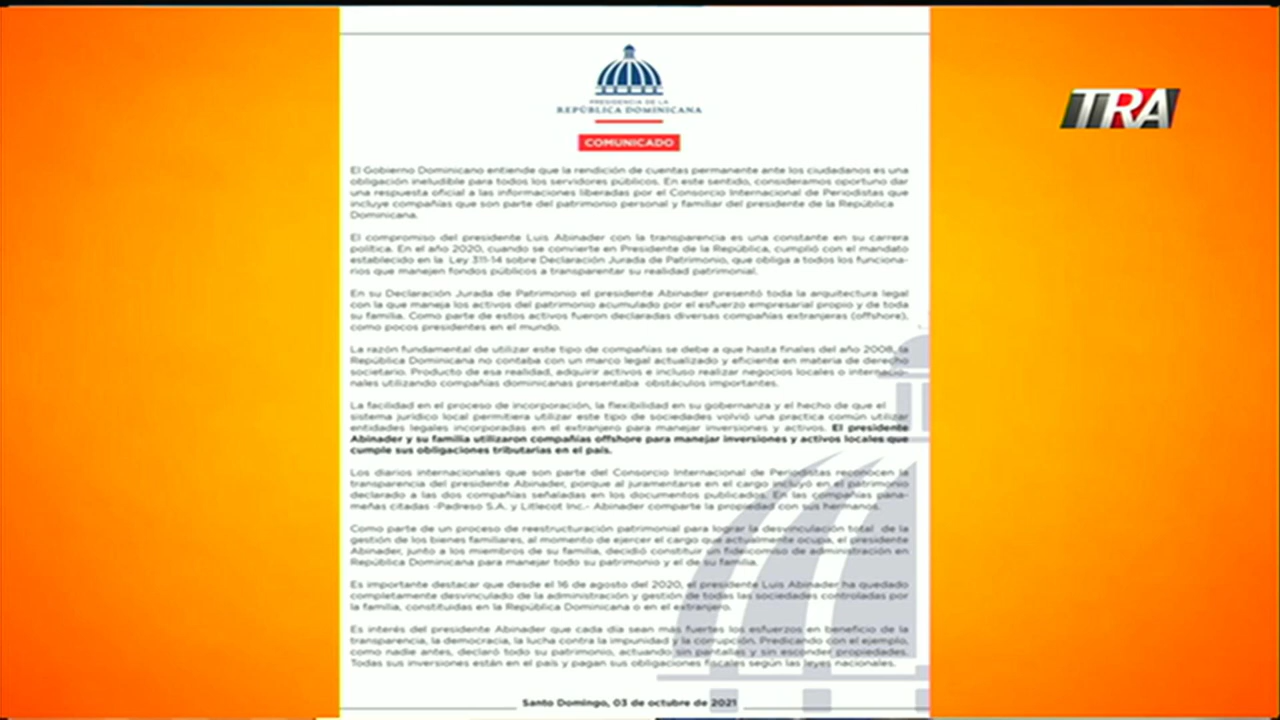 PRESIDENCIA DE LA
REPÚBLICA DOMINICANA
TRA
COMUNICADO
El Gobierno Dominicano entiende que la rendición de cuentas permanente ante los ciudadanos es una
obligación ineludible para todos los servidores públicos. En este sentido, consideramos oportuno dar
una respuesta oficial a las informaciones liberadas por el Consorcio Internacional de Periodistas que
incluye compañías que son parte del patrimonio personal y familiar del presidente de la República
Dominicana.
El compromiso del presidente Luis Abinader con la transparencia es una constante en su carrera
política. En el año 2020, cuando se convierte en Presidente de la República, cumplió con el mandato
establecido en la Ley 311-14 sobre Declaración Jurada de Patrimonio, que obliga a todos los funciona-
rios que manejen fondos públicos a transparentar su realidad patrimonial.
En su Declaración Jurada de Patrimonio el presidente Abinader presentó toda la arquitectura legal
con la que maneja los activos del patrimonio acumulado por el esfuerzo empresarial propio y de toda
su familia. Como parte de estos activos fueron declaradas diversas compañías extranjeras (offshore),
como pocos presidentes en el mundo.
La razón fundamental de utilizar este tipo de compañías se debe a que hasta finales del año 2008, la
República Dominicana no contaba con un marco legal actualizado y eficiente en materia de derecho
societario. Producto de esa realidad, adquirir activos e incluso realizar negocios locales o internacio-
nales utilizando compañías dominicanas presentaba obstáculos importantes.
La facilidad en el proceso de incorporación, la flexibilidad en su gobernanza y el hecho de que el
sistema jurídico local permitiera utilizar este tipo de sociedades volvió una practica común utilizar
entidades legales incorporadas en el extranjero para manejar inversiones y activos. El presidente
Abinader y su familia utilizaron compañías offshore para manejar inversiones y activos locales que
cumple sus obligaciones tributarias en el país.
Los diarios internacionales que son parte del Consorcio Internacional de Periodistas reconocen la
transparencia del presidente Abinader, porque al juramentarse en el cargo incluyó en el patrimonio
declarado a las dos compañías señaladas en los documentos publicados. En las compañías pana-
meñas citadas -Padreso S.A. y Litlecot Inc.- Abinader comparte la propiedad con sus hermanos.
Como parte de un proceso de reestructuración patrimonial para lograr la desvinculación total de la
gestión de los bienes familiares, al momento de ejercer el cargo que actualmente ocupa, el presidente
Abinader, junto a los miembros de su familia, decidió constituir un fideicomiso de administración en
República Dominicana para manejar todo su patrimonio y el de su familia.
Es importante destacar que desde el 16 de agosto del 2020, el presidente Luis Abinader ha quedado
completamente desvinculado de la administración y gestión de todas las sociedades controladas por
la familia, constituidas en la República Dominicana o en el extranjero.
Es interés del presidente Abinader que cada día sean más fuertes los esfuerzos en beneficio de la
transparencia, la democracia, la lucha contra la impunidad y la corrupción. Predicando con el ejemplo,
como nadie antes, declaró todo su patrimonio, actuando sin pantallas y sin esconder propiedades.
Todas sus inversiones están en el país y pagan sus obligaciones fiscales según las leyes nacionales.
Santo Domingo, 03 de octubre de 2021